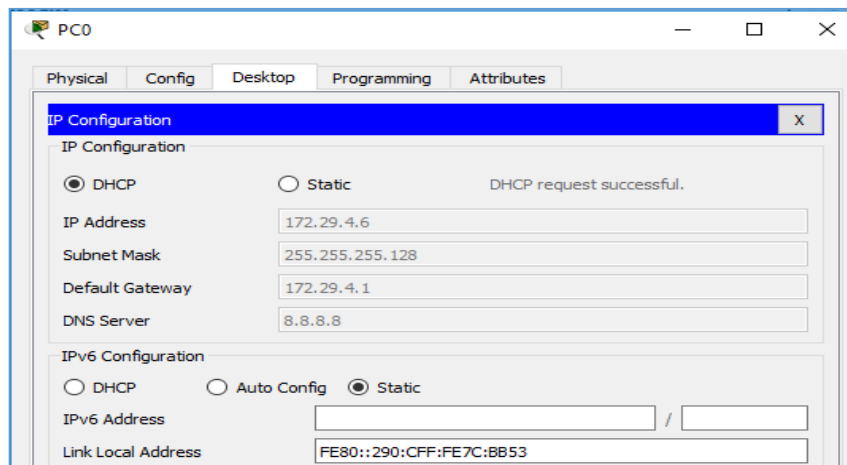 PC0
Physical Config Desktop Programming Attributes
IP Configuration X
IP Configuration
DHCP Static DHCP request successful.
IP Address 172.29.4.6
Subnet Mask 255.255.255.128
Default Gateway 172.29.4.1
DNS Server 8.8.8.8
IPv6 Configuration
DHCP Auto Config Static
IPv6 Address /
Link Local Address FE80::290:CFF:FE7C:BB53